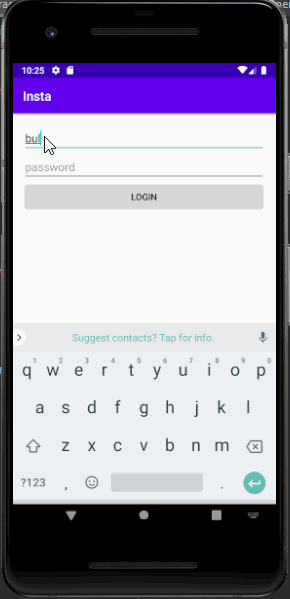 10:25
Insta
bul
password
LOGIN
Suggest contacts? Tap for info.
1 2 3 4 5 6 7 8 9 0
q w e r t y u i o p
a s d f g h j k l
z x c v b n m
?123 , .